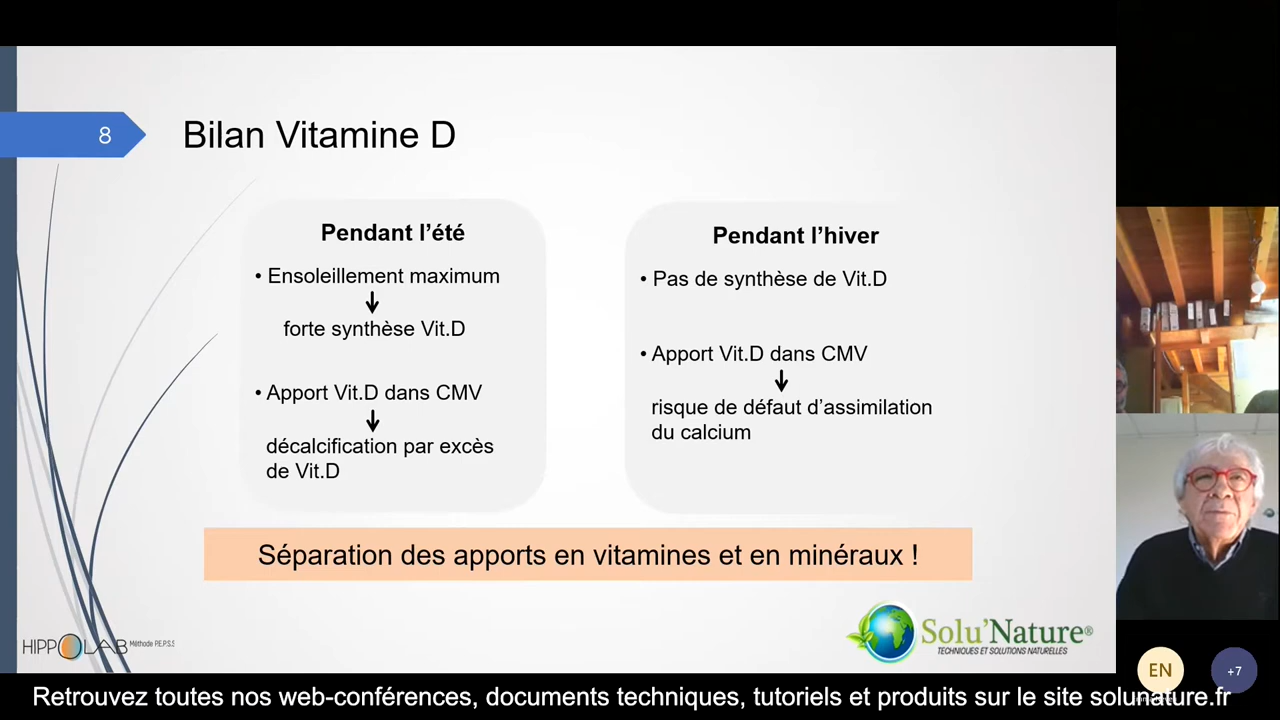 8
Bilan Vitamine D
Pendant l'été
• Ensoleillement maximum
forte synthèse Vit.D
• Apport Vit.D dans CMV
décalcification par excès
de Vit.D
Pendant l'hiver
• Pas de synthèse de Vit.D
• Apport Vit.D dans CMV
risque de défaut d'assimilation
du calcium
Séparation des apports en vitamines et en minéraux !
HIPPOLAB Méthode P.E.P.S.S
Solu'Nature®
TECHNIQUES ET SOLUTIONS NATURELLES
EN
+7
Retrouvez toutes nos web-conférences, documents techniques, tutoriels et produits sur le site solunature.fr